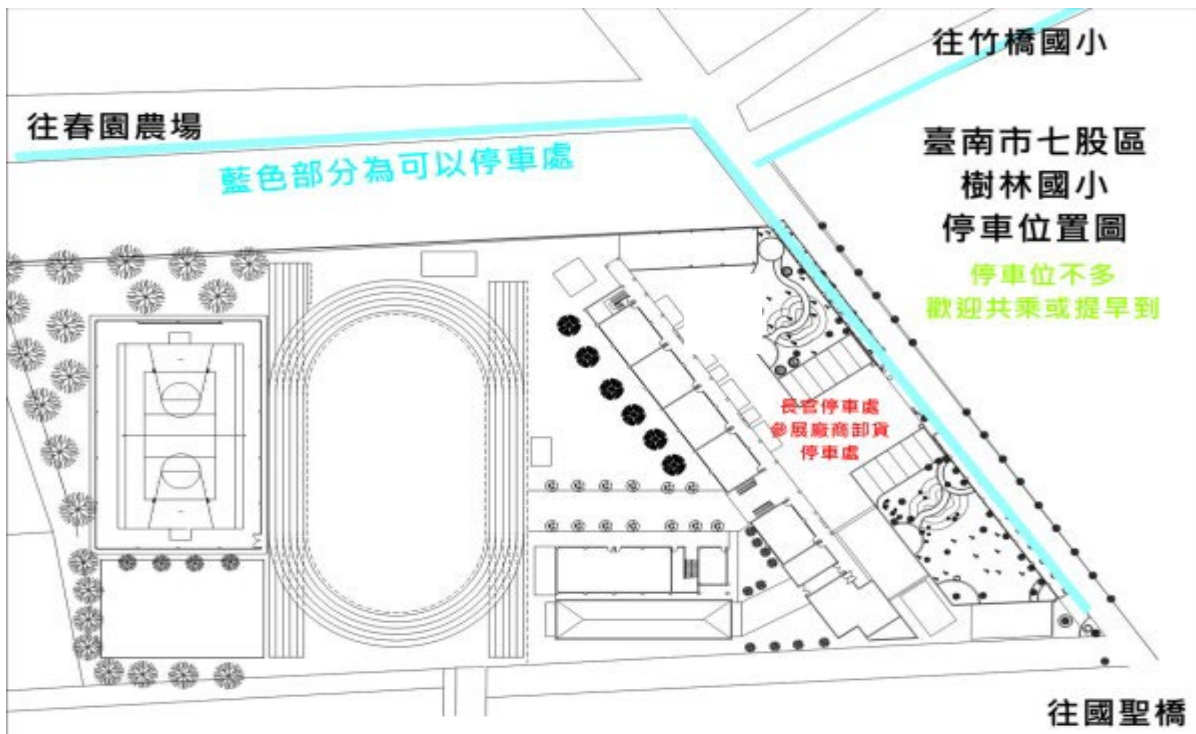 往竹橋國小
往春園農場
藍色部分為可以停車處
臺南市七股區
樹林國小
停車位置圖
停車位不多
歡迎共乘或提早到
長官停車處
參展廠商卸貨
停車處
往國聖橋